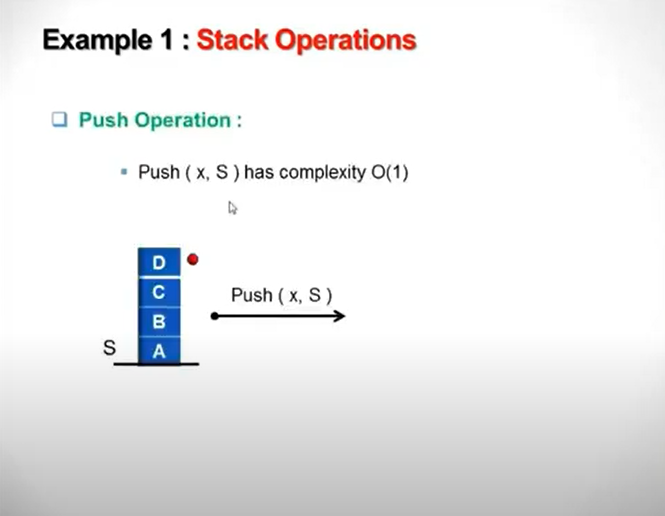 Example 1 : Stack Operations
Push Operation :
Push ( x, S ) has complexity O(1)
D
C
Push ( x, S )
B
S
A